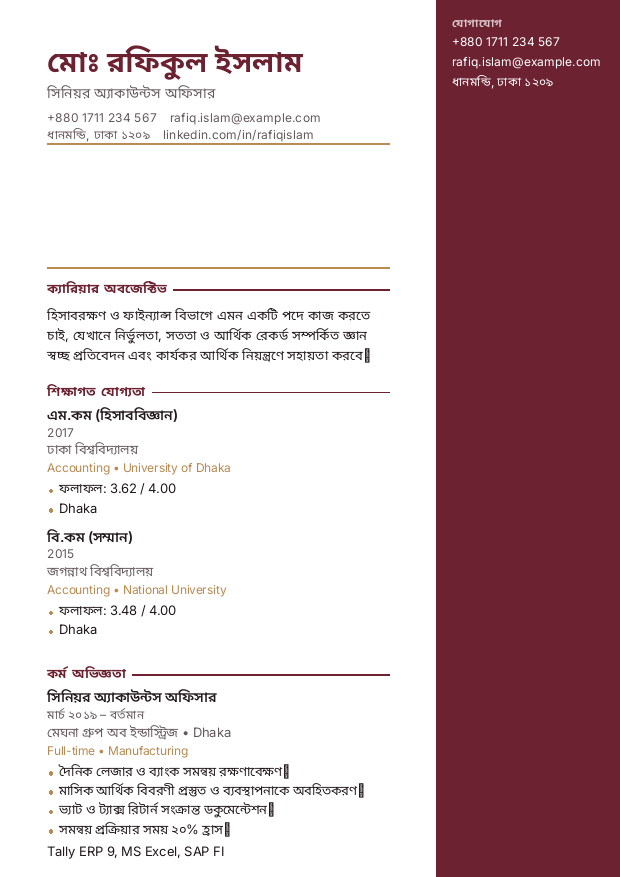 মোঃ রফিকুল ইসলাম
সিনিয়র অ্যাকাউন্টস অফিসার
+880 1711 234 567 rafiq.islam@example.com
ধানমন্ডি, ঢাকা ১২০৯ linkedin.com/in/rafiqislam
ক্যারিয়ার অবজেক্টিভ
হিসাবরক্ষণ ও ফাইন্যান্স বিভাগে এমন একটি পদে কাজ করতে
চাই, যেখানে নির্ভুলতা, সততা ও আর্থিক রেকর্ড সম্পর্কিত জ্ঞান
স্বচ্ছ প্রতিবেদন এবং কার্যকর আর্থিক নিয়ন্ত্রণে সহায়তা করবে
শিক্ষাগত যোগ্যতা
এম.কম (হিসাববিজ্ঞান)
2017
ঢাকা বিশ্ববিদ্যালয়
Accounting • University of Dhaka
• ফলাফল: 3.62 / 4.00
• Dhaka
বি.কম (সম্মান)
2015
জগন্নাথ বিশ্ববিদ্যালয়
Accounting • National University
• ফলাফল: 3.48 / 4.00
• Dhaka
কর্ম অভিজ্ঞতা
সিনিয়র অ্যাকাউন্টস অফিসার
মার্চ ২০১৯ – বর্তমান
মেঘনা গ্রুপ অব ইন্ডাস্ট্রিজ • Dhaka
Full-time • Manufacturing
• দৈনিক লেজার ও ব্যাংক সমন্বয় রক্ষণাবেক্ষণ
• মাসিক আর্থিক বিবরণী প্রস্তুত ও ব্যবস্থাপনাকে অবহিতকরণ
• ভ্যাট ও ট্যাক্স রিটার্ন সংক্রান্ত ডকুমেন্টেশন
• সমন্বয় প্রক্রিয়ার সময় ২০% হ্রাস
Tally ERP 9, MS Excel, SAP FI
যোগাযোগ
+880 1711 234 567
rafiq.islam@example.com
ধানমন্ডি, ঢাকা ১২০৯